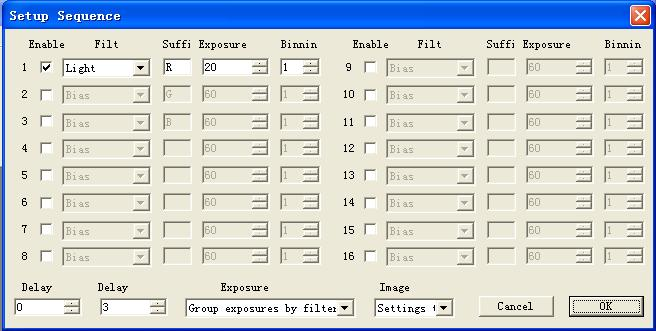 Setup Sequence
Enable Filt Suffi Exposure Binnin Enable Filt Suffi Exposure Binnin
1 Light R 20 1 9 Bias 60 1
2 Bias G 60 1 10 Bias 60 1
3 Bias B 60 1 11 Bias 60 1
4 Bias 60 1 12 Bias 60 1
5 Bias 60 1 13 Bias 60 1
6 Bias 60 1 14 Bias 60 1
7 Bias 60 1 15 Bias 60 1
8 Bias 60 1 16 Bias 60 1
Delay Delay Exposure Image
0 3 Group exposures by filter Settings Cancel OK